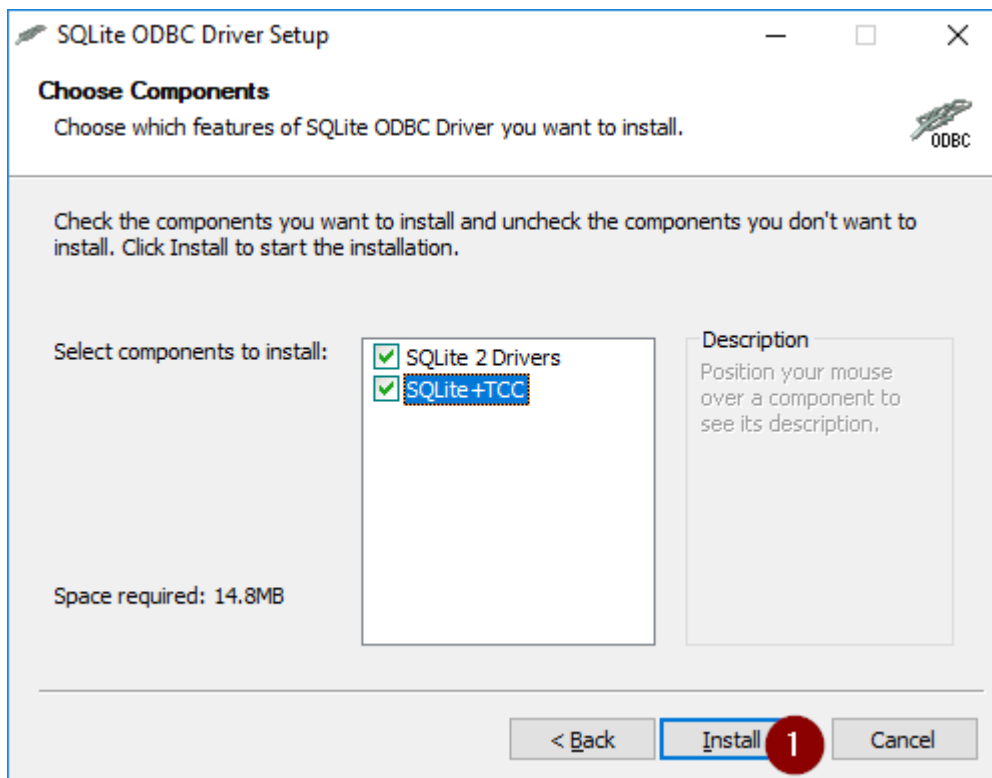 SQLite ODBC Driver Setup
Choose Components
Choose which features of SQLite ODBC Driver you want to install.
ODBC
Check the components you want to install and uncheck the components you don't want to
install. Click Install to start the installation.
Select components to install:
SQLite 2 Drivers
SQLite+TCC
Description
Position your mouse
over a component to
see its description.
Space required: 14.8MB
< Back
Install
1
Cancel